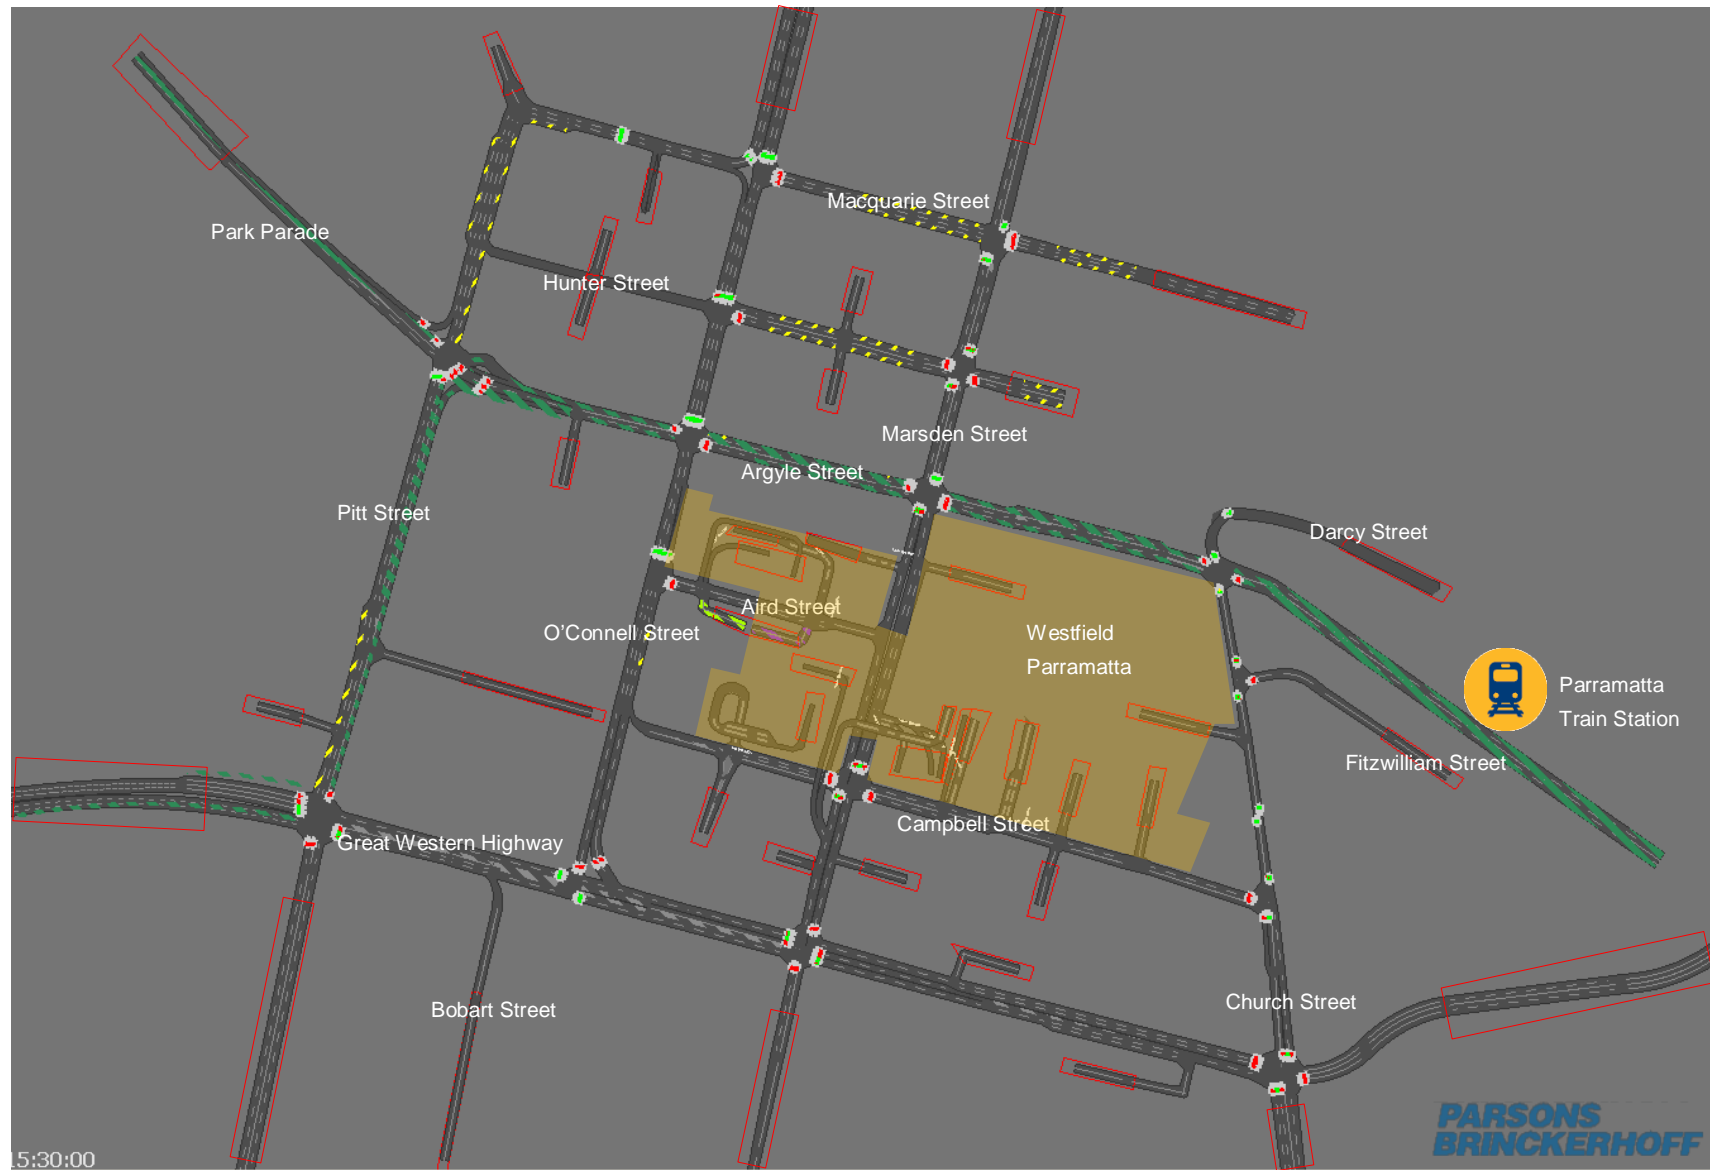 Macquarie Street
Park Parade
Hunter Street
Marsden Street
Argyle Street
Pitt Street
Darcy Street
Aird Street
O'Connell Street
Westfield
Parramatta
Parramatta
Train Station
Fitzwilliam Street
Campbell Street
Great Western Highway
Church Street
Bobart Street
PARSONS
BRINCKERHOFF
15:30:00